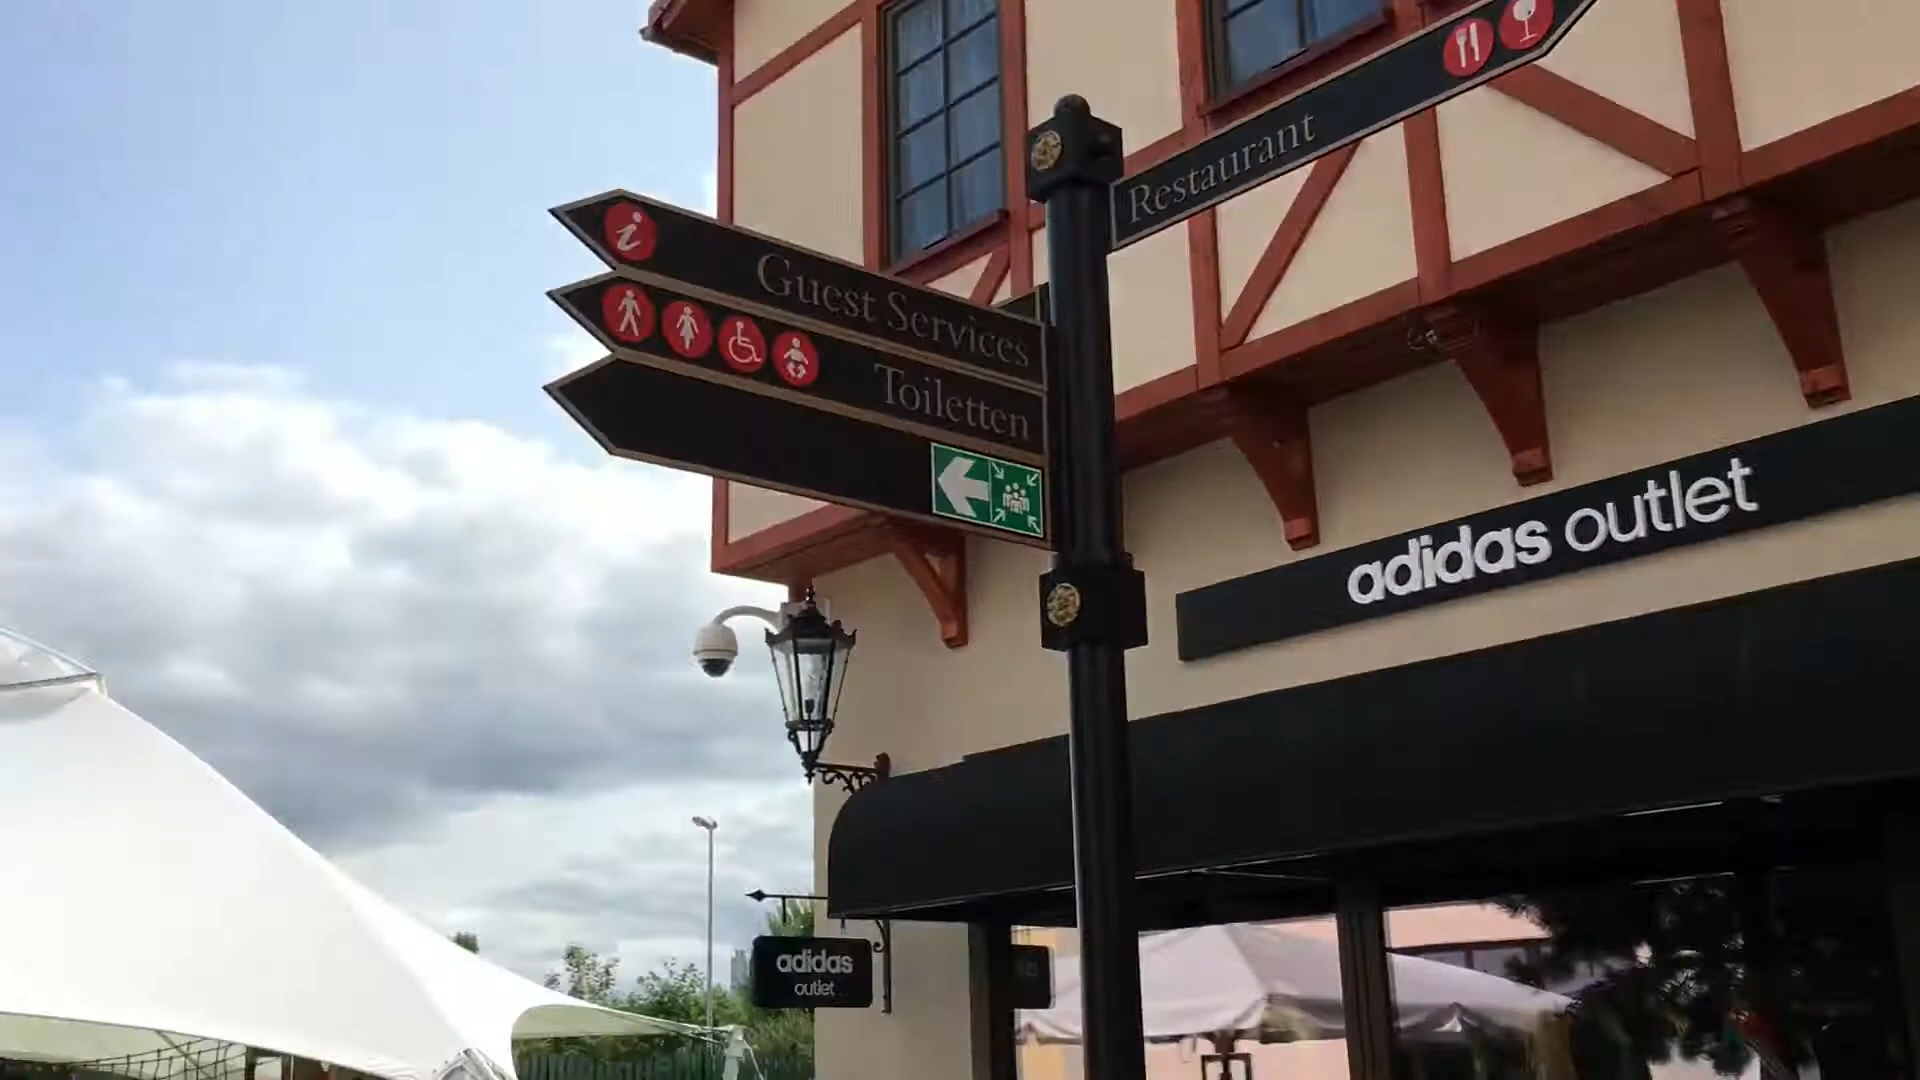 Restaurant
Guest Services
Toiletten
adidas outlet
adidas
outlet